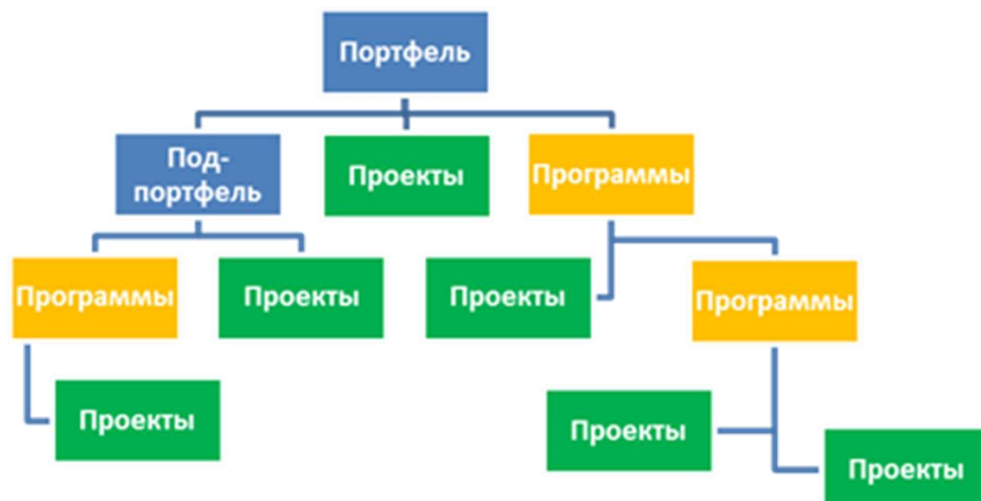 Портфель
Под-
портфель
Проекты
Программы
Программы
Проекты
Проекты
Программы
Проекты
Проекты
Проекты